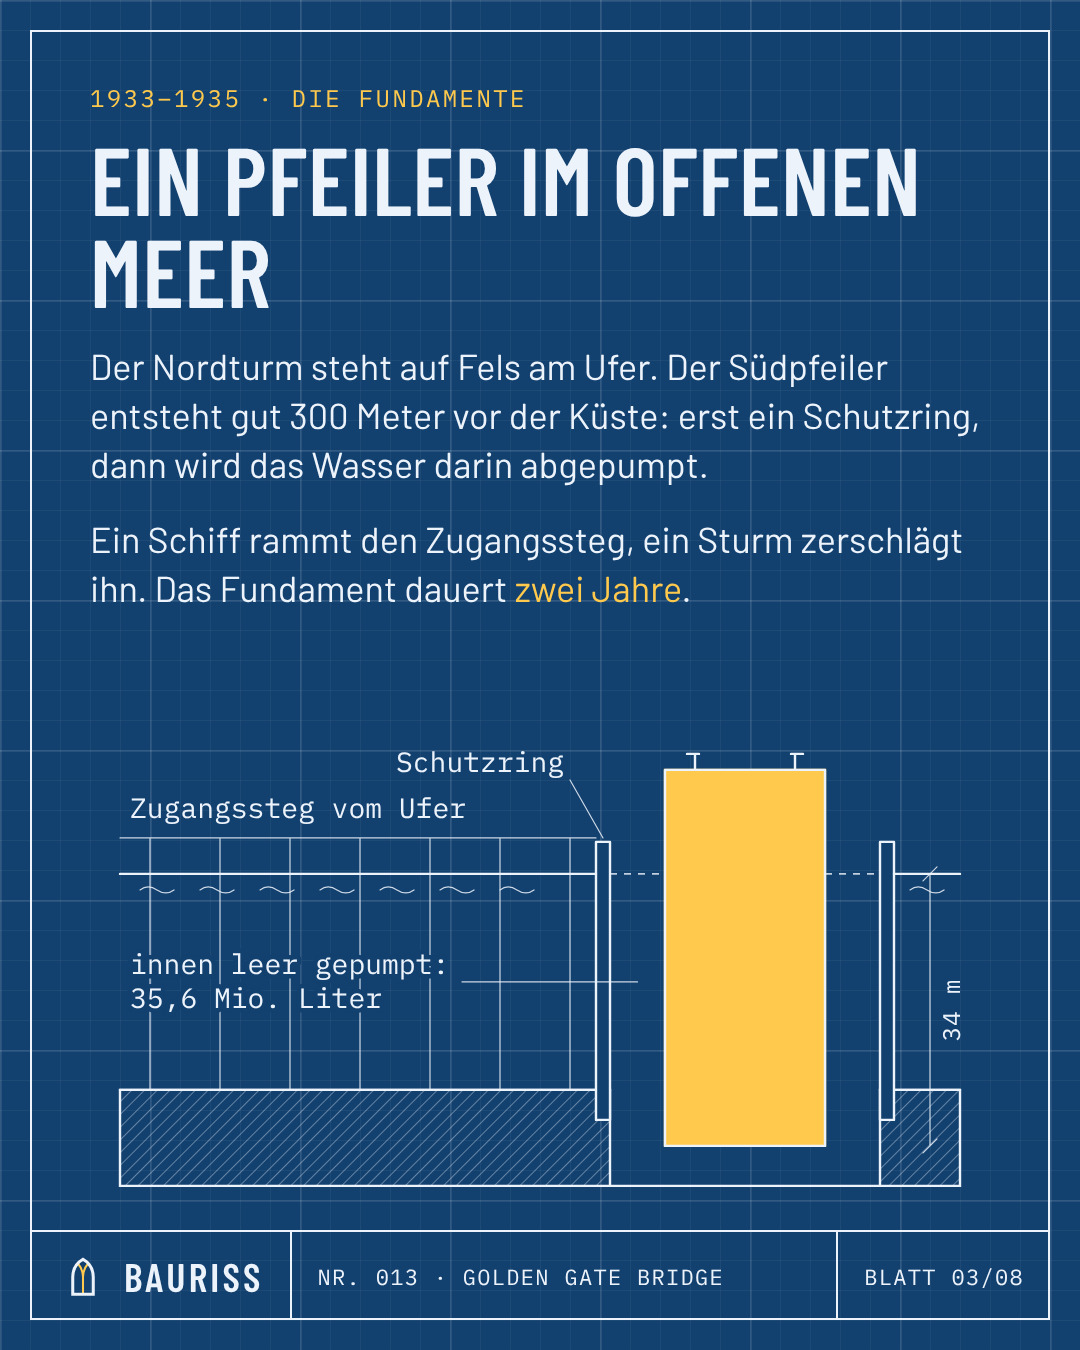 1933–1935 · DIE FUNDAMENTE
EIN PFEILER IM OFFENEN
MEER
Der Nordturm steht auf Fels am Ufer. Der Südpfeiler
entsteht gut 300 Meter vor der Küste: erst ein Schutzring,
dann wird das Wasser darin abgepumpt.
Ein Schiff rammt den Zugangssteg, ein Sturm zerschlägt
ihn. Das Fundament dauert zwei Jahre.
Schutzring
Zugangssteg vom Ufer
innen leer gepumpt:
35,6 Mio. Liter
34 m
BAURISS
NR. 013 · GOLDEN GATE BRIDGE
BLATT 03/08